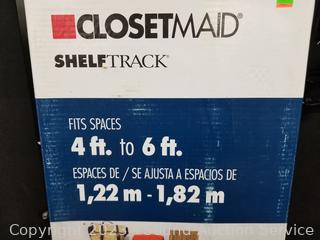 CLOSETMAID®
SHELFTRACK®
FITS SPACES
4 ft. to 6 ft.
ESPACES DE / SE AJUSTA A ESPACIOS DE
1,22 m - 1,82 m